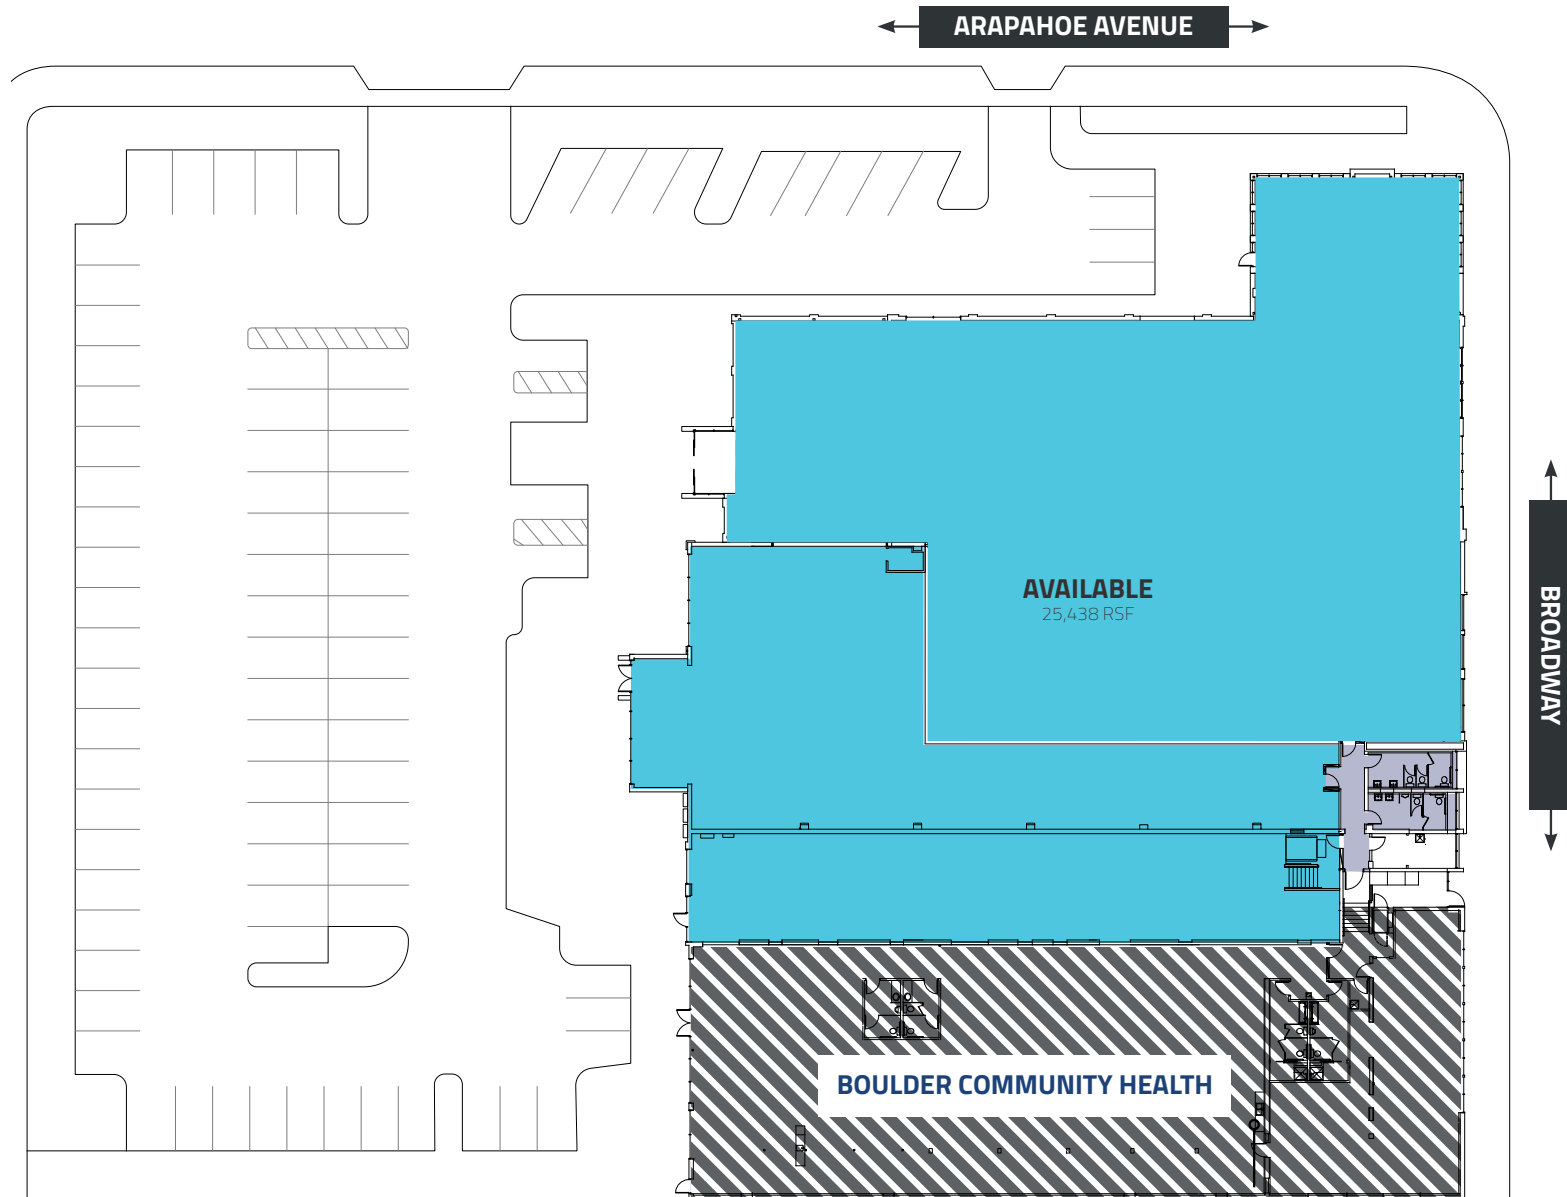 ARAPAHOE AVENUE
AVAILABLE
25,438 RSF
BROADWAY
BOULDER COMMUNITY HEALTH